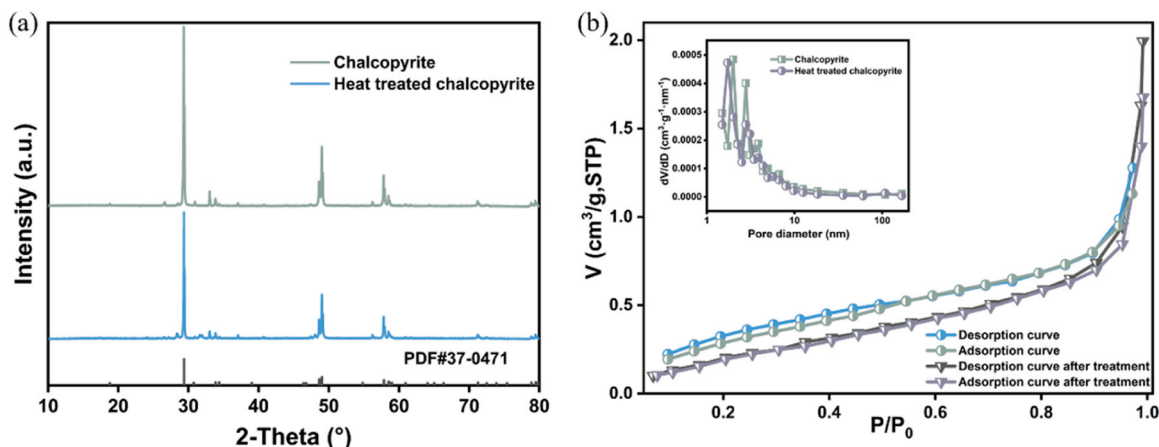 (a)
Chalcopyrite
Heat treated chalcopyrite
PDF#37-0471
Intensity (a.u.)
10 20 30 40 50 60 70 80
2-Theta (°)
(b)
2.0
1.5
1.0
0.5
0.0
V (cm³/g,STP)
0.2 0.4 0.6 0.8 1.0
P/P₀
Desorption curve
Adsorption curve
Desorption curve after treatment
Adsorption curve after treatment
Chalcopyrite
Heat treated chalcopyrite
0.0005
0.0004
0.0003
0.0002
0.0001
0.0000
dV/dD (cm³·g⁻¹·nm⁻¹)
1 10 100
Pore diameter (nm)